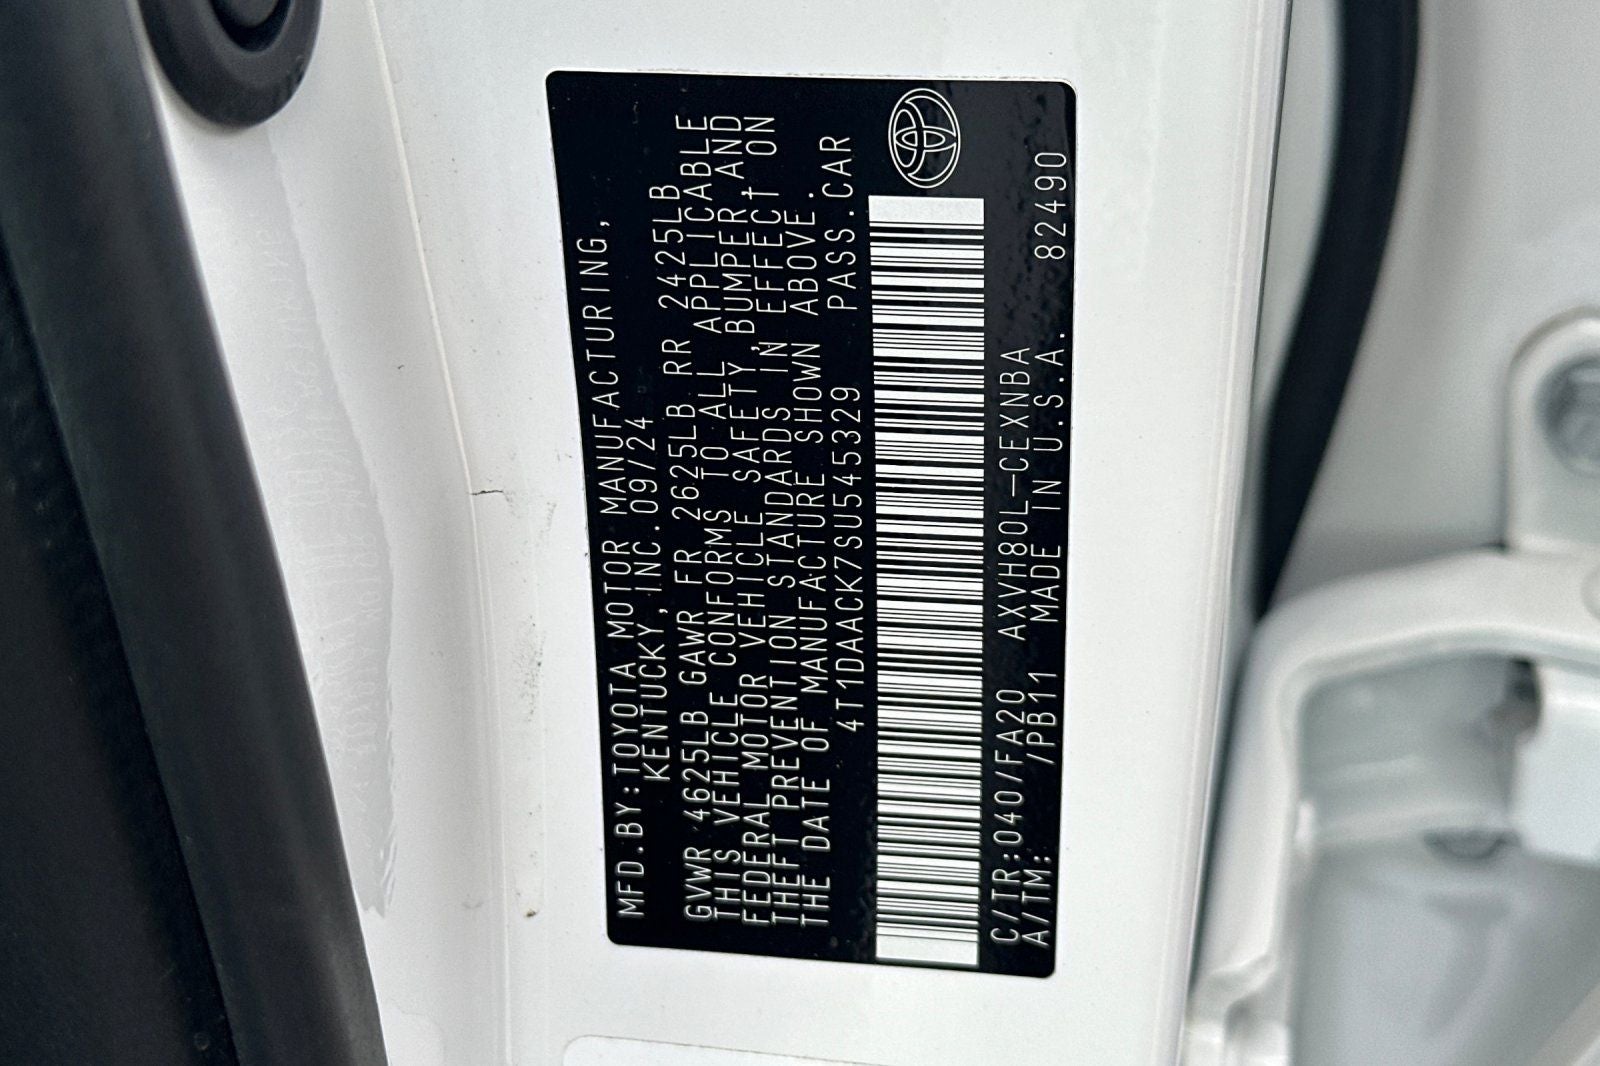 MFD.BY:TOYOTA MOTOR MANUFACTURING,
KENTUCKY, INC.09/24
GVWR 4625LB GAWR FR 2625LB RR 2425LB
THIS VEHICLE CONFORMS TO ALL APPLICABLE
FEDERAL MOTOR VEHICLE SAFETY, BUMPER, AND
THEFT PREVENTION STANDARDS IN EFFECT ON
THE DATE OF MANUFACTURE SHOWN ABOVE.
4T1DAACK7SU545329 PASS.CAR
C/TR:040/FA20 AXVH80L-CEXNBA
A/TM: /PB11 MADE IN U.S.A. 82490